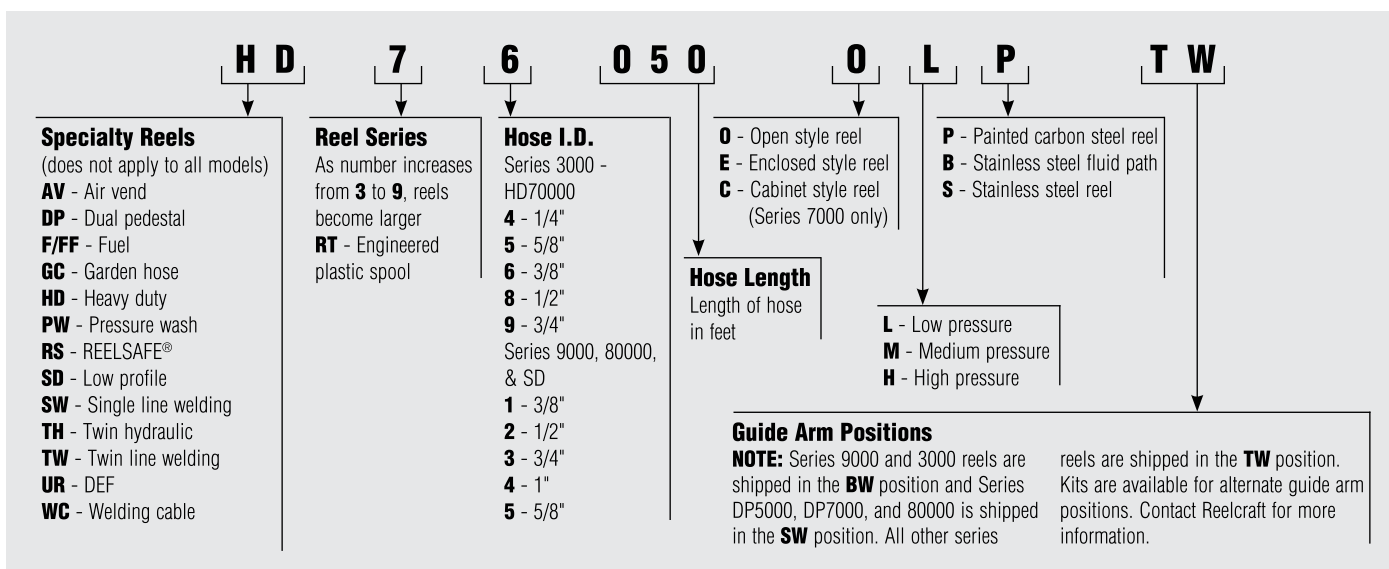 HD 7 6 050 O L P TW
Specialty Reels
(does not apply to all models)
AV - Air vend
DP - Dual pedestal
F/FF - Fuel
GC - Garden hose
HD - Heavy duty
PW - Pressure wash
RS - REELSAFE®
SD - Low profile
SW - Single line welding
TH - Twin hydraulic
TW - Twin line welding
UR - DEF
WC - Welding cable
Reel Series
As number increases
from 3 to 9, reels
become larger
RT - Engineered
plastic spool
Hose I.D.
Series 3000 -
HD70000
4 - 1/4"
5 - 5/8"
6 - 3/8"
8 - 1/2"
9 - 3/4"
Series 9000, 80000,
& SD
1 - 3/8"
2 - 1/2"
3 - 3/4"
4 - 1"
5 - 5/8"
Hose Length
Length of hose
in feet
O - Open style reel
E - Enclosed style reel
C - Cabinet style reel
(Series 7000 only)
L - Low pressure
M - Medium pressure
H - High pressure
P - Painted carbon steel reel
B - Stainless steel fluid path
S - Stainless steel reel
Guide Arm Positions
NOTE: Series 9000 and 3000 reels are
shipped in the BW position and Series
DP5000, DP7000, and 80000 is shipped
in the SW position. All other series
reels are shipped in the TW position.
Kits are available for alternate guide arm
positions. Contact Reelcraft for more
information.